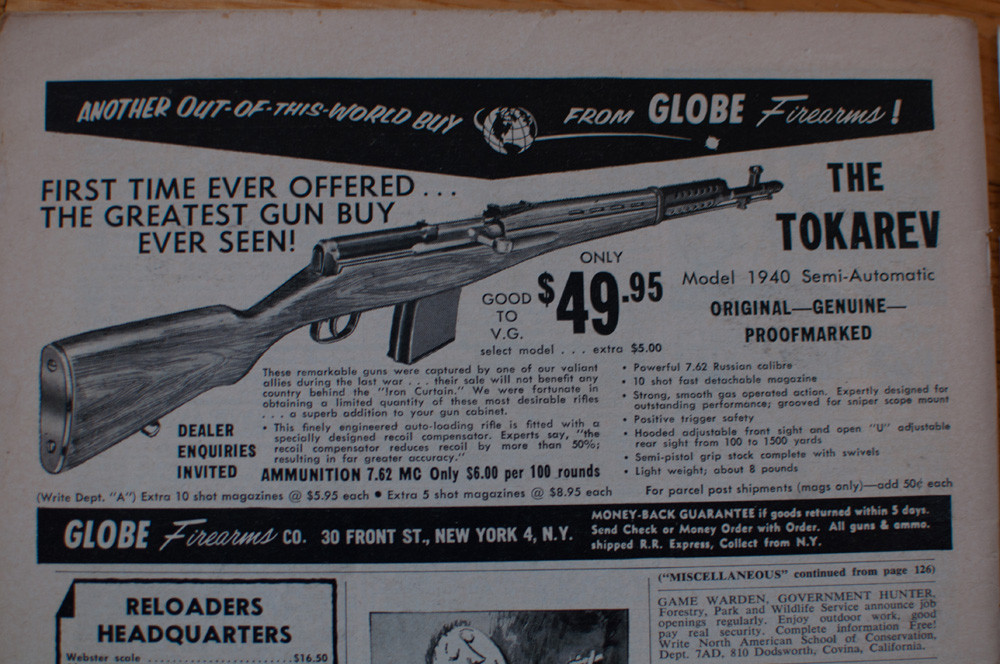 ANOTHER OUT-OF-THIS-WORLD BUY FROM GLOBE Firearms!
FIRST TIME EVER OFFERED . . .
THE GREATEST GUN BUY
EVER SEEN!
THE
TOKAREV
Model 1940 Semi-Automatic
ORIGINAL—GENUINE—
PROOFMARKED
ONLY
GOOD
TO
V.G.
$49.95
select model . . . extra $5.00
These remarkable guns were captured by one of our valiant
allies during the last war . . . their sale will not benefit any
country behind the "Iron Curtain." We were fortunate in
obtaining a limited quantity of these most desirable rifles
. . . a superb addition to your gun cabinet.
• This finely engineered auto-loading rifle is fitted with a
specially designed recoil compensator. Experts say, "the
recoil compensator reduces recoil by more than 50%;
resulting in far greater accuracy."
• Powerful 7.62 Russian calibre
• 10 shot fast detachable magazine
• Strong, smooth gas operated action. Expertly designed for
outstanding performance; grooved for sniper scope mount
• Positive trigger safety
• Hooded adjustable front sight and open "U" adjustable
rear sight from 100 to 1500 yards
• Semi-pistol grip stock complete with swivels
• Light weight; about 8 pounds
DEALER
ENQUIRIES
INVITED
AMMUNITION 7.62 MC Only $6.00 per 100 rounds
(Write Dept. "A") Extra 10 shot magazines @ $5.95 each • Extra 5 shot magazines @ $8.95 each
For parcel post shipments (mags only)—add 50¢ each
GLOBE Firearms CO. 30 FRONT ST., NEW YORK 4, N.Y.
MONEY-BACK GUARANTEE if goods returned within 5 days.
Send Check or Money Order with Order. All guns & ammo.
shipped R.R. Express, Collect from N.Y.
RELOADERS
HEADQUARTERS
Webster scale ........................ $16.50
("MISCELLANEOUS" continued from page 126)
GAME WARDEN, GOVERNMENT HUNTER,
Forestry, Park and Wildlife Service announce job
openings regularly. Enjoy outdoor work, good
pay real security. Complete information Free!
Write North American School of Conservation,
Dept. 7AD, 810 Dodsworth, Covina, California.